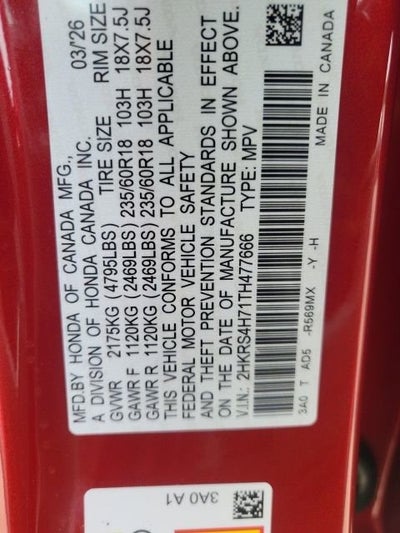 MFD.BY HONDA OF CANADA MFG., 03/26
A DIVISION OF HONDA CANADA INC.
GVWR 2175KG (4795LBS) TIRE SIZE RIM SIZE
GAWR F 1120KG (2469LBS) 235/60R18 103H 18X7.5J
GAWR R 1120KG (2469LBS) 235/60R18 103H 18X7.5J
THIS VEHICLE CONFORMS TO ALL APPLICABLE
FEDERAL MOTOR VEHICLE SAFETY
AND THEFT PREVENTION STANDARDS IN EFFECT
ON THE DATE OF MANUFACTURE SHOWN ABOVE.
V.I.N.: 2HKRS4H71TH477666 TYPE: MPV
3A0 T AD5 -R569MX -Y -H MADE IN CANADA
3A0 A1